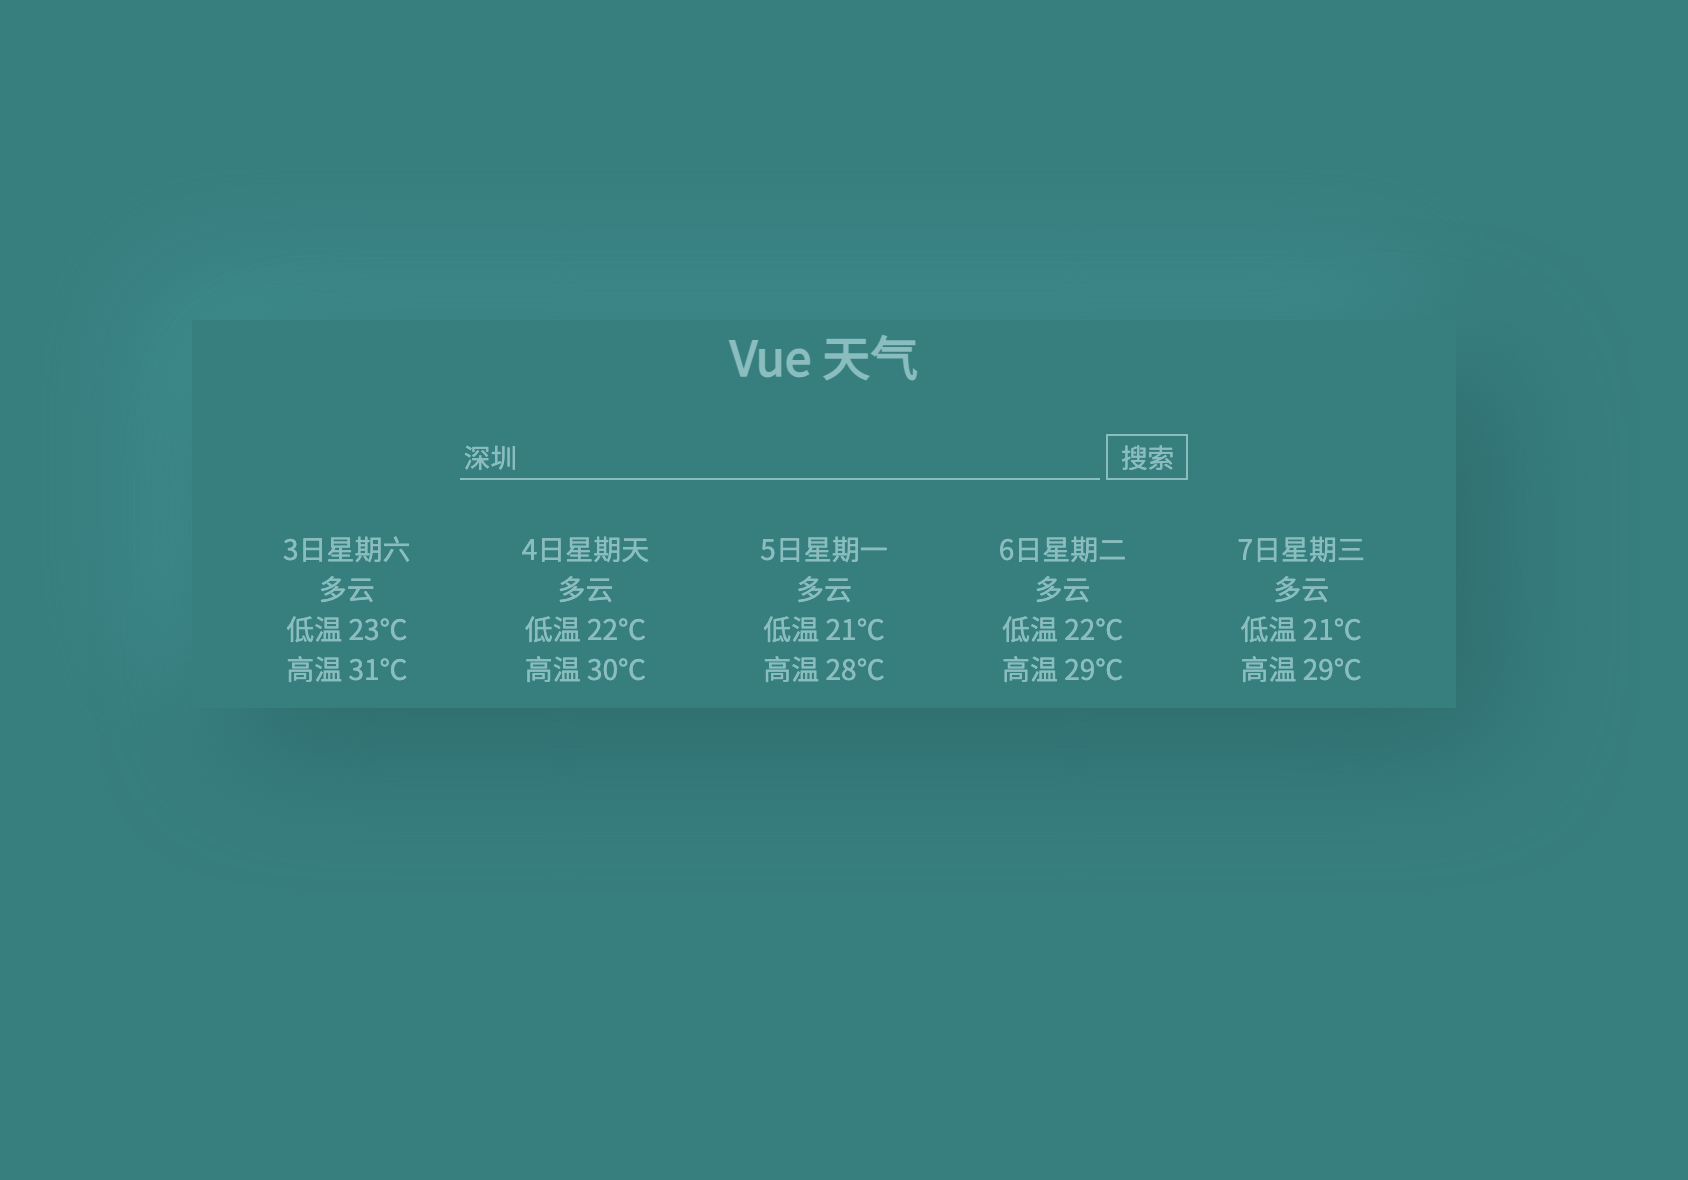 Vue 天气
深圳 搜索
3日星期六 4日星期天 5日星期一 6日星期二 7日星期三
多云 多云 多云 多云 多云
低温 23℃ 低温 22℃ 低温 21℃ 低温 22℃ 低温 21℃
高温 31℃ 高温 30℃ 高温 28℃ 高温 29℃ 高温 29℃